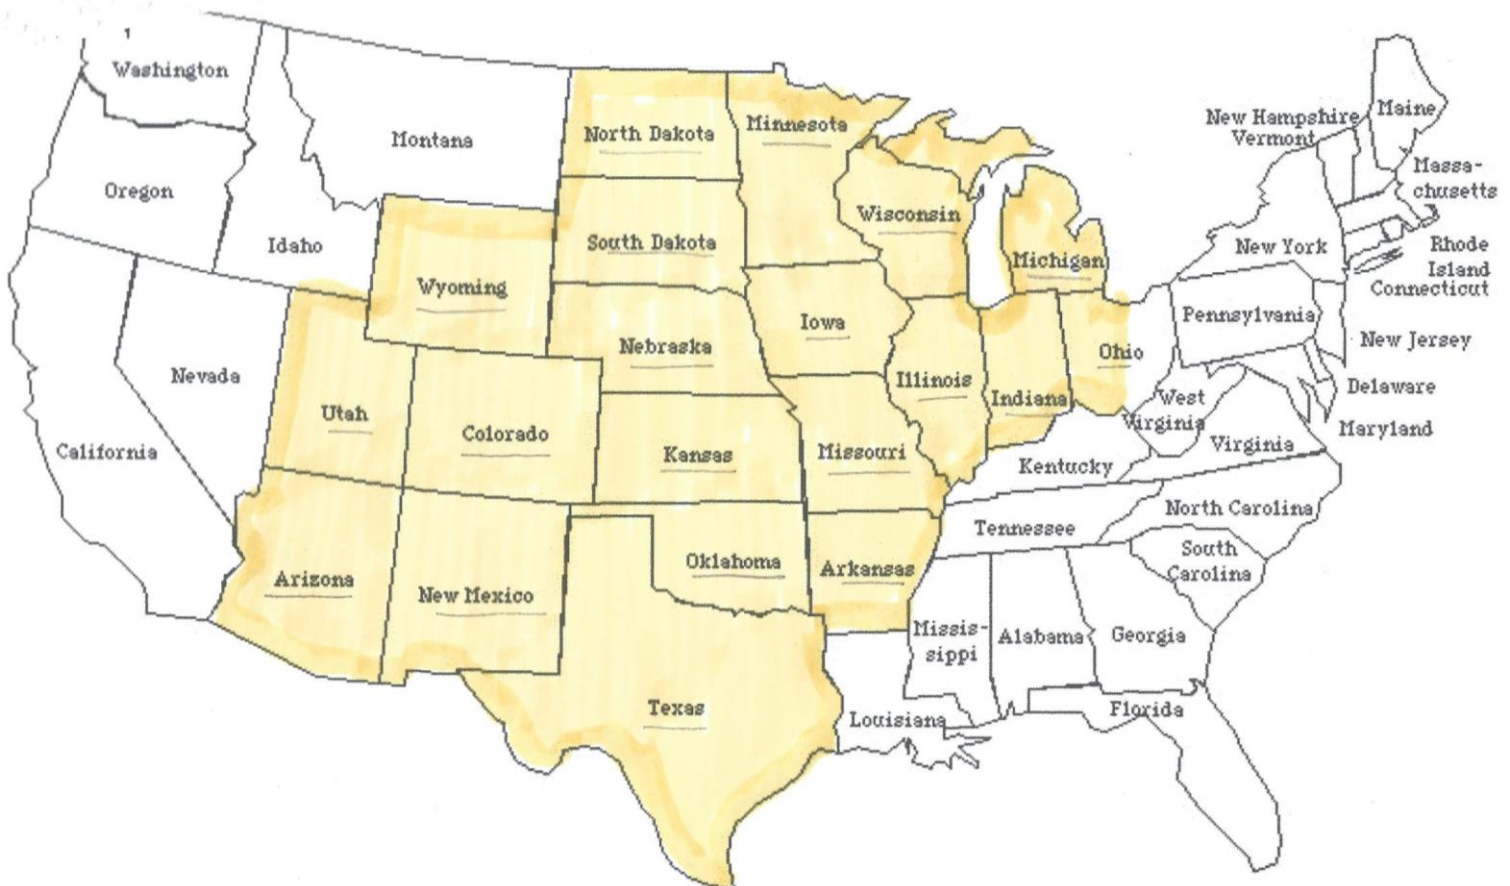 Washington
Montana
North Dakota
Minnesota
New Hampshire
Vermont
Maine
Massa-
chusetts
Oregon
Idaho
South Dakota
Wisconsin
Michigan
New York
Rhode
Island
Connecticut
Wyoming
Nebraska
Iowa
Ohio
Pennsylvania
New Jersey
Nevada
Utah
Colorado
Kansas
Missouri
Illinois
Indiana
West
Virginia
Delaware
Maryland
California
Kentucky
Virginia
Arizona
New Mexico
Oklahoma
Arkansas
Tennessee
North Carolina
South
Carolina
Texas
Louisiana
Missis-
sippi
Alabama
Georgia
Florida